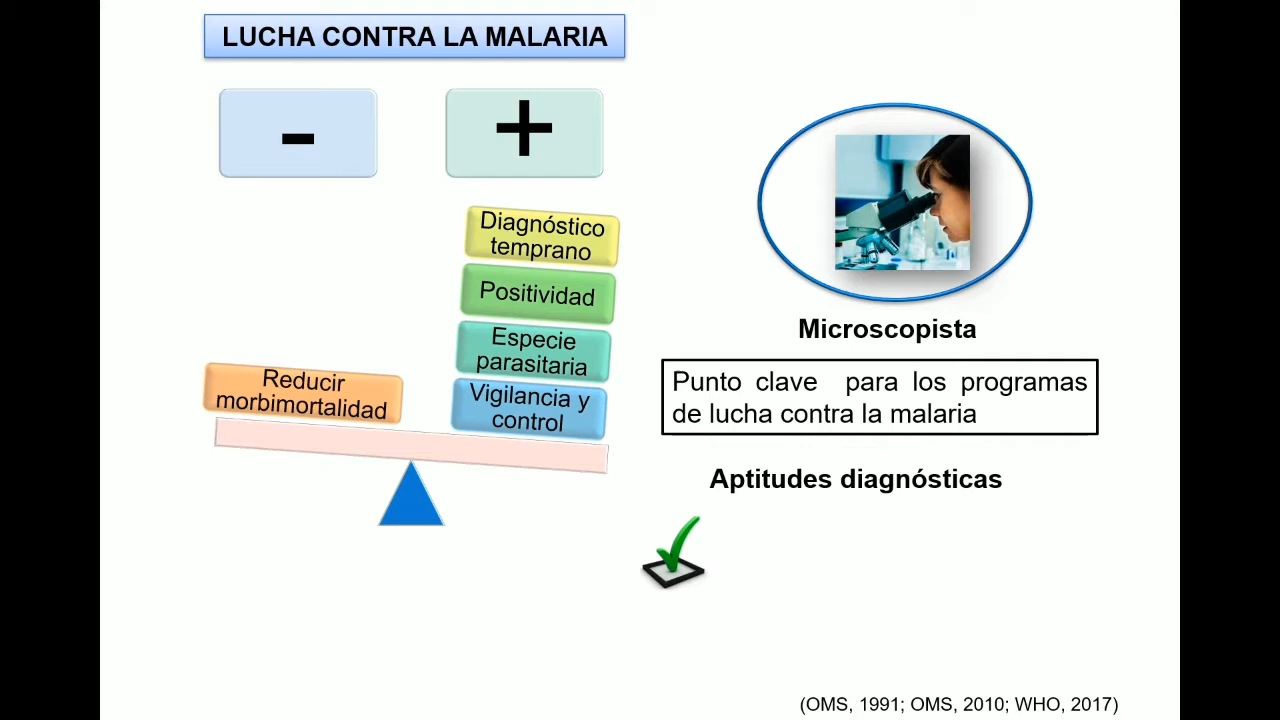 LUCHA CONTRA LA MALARIA
-
+
Diagnóstico
temprano
Positividad
Especie
parasitaria
Vigilancia y
control
Reducir
morbimortalidad
Microscopista
Punto clave para los programas
de lucha contra la malaria
Aptitudes diagnósticas
(OMS, 1991; OMS, 2010; WHO, 2017)